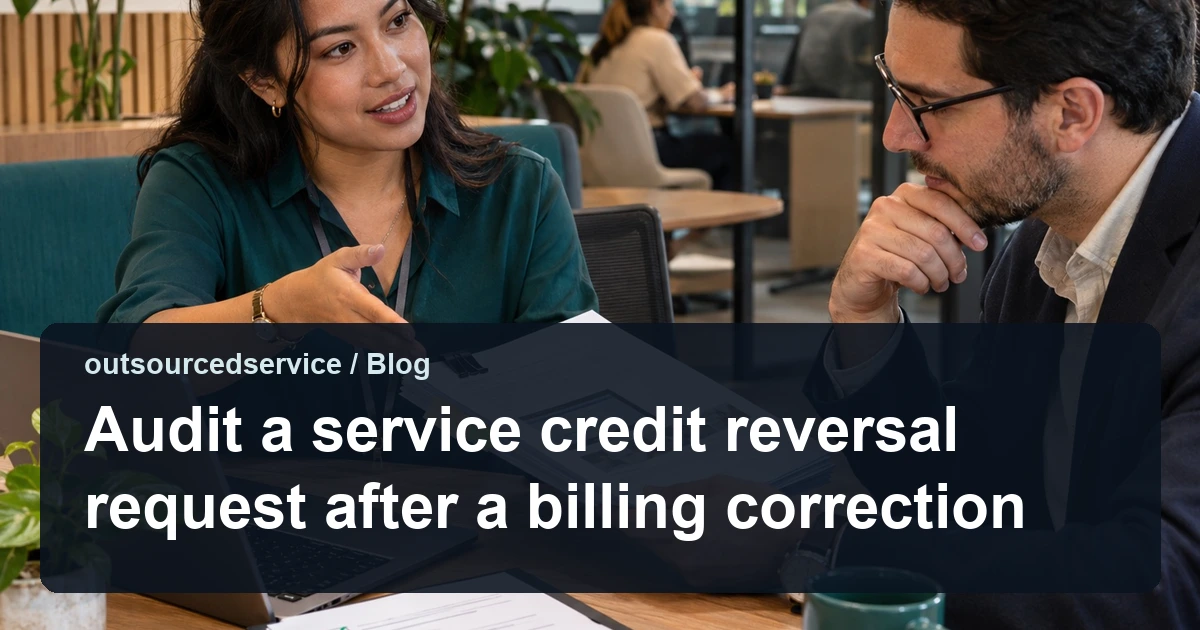 outsourcedservice / Blog
Audit a service credit reversal
request after a billing correction